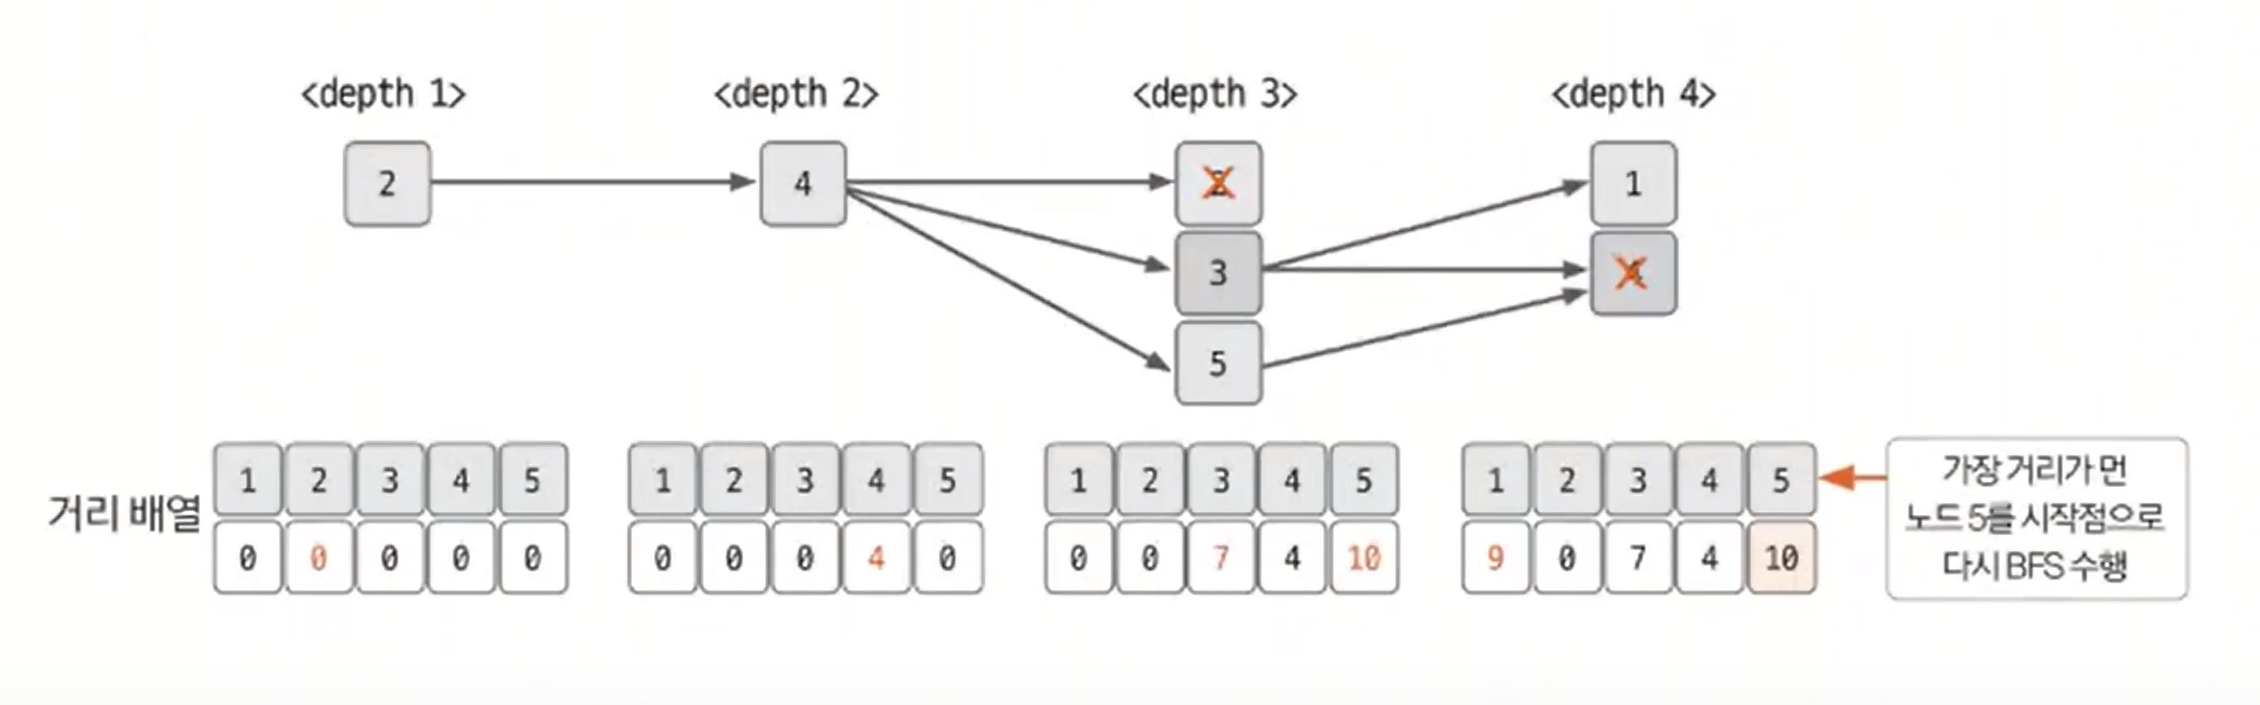 <depth 1> <depth 2> <depth 3> <depth 4>
2 4 1
3
5
거리 배열
1 2 3 4 5 1 2 3 4 5 1 2 3 4 5 1 2 3 4 5
0 0 0 0 0 0 0 0 4 0 0 0 7 4 10 9 0 7 4 10
가장 거리가 먼
노드 5를 시작점으로
다시 BFS 수행